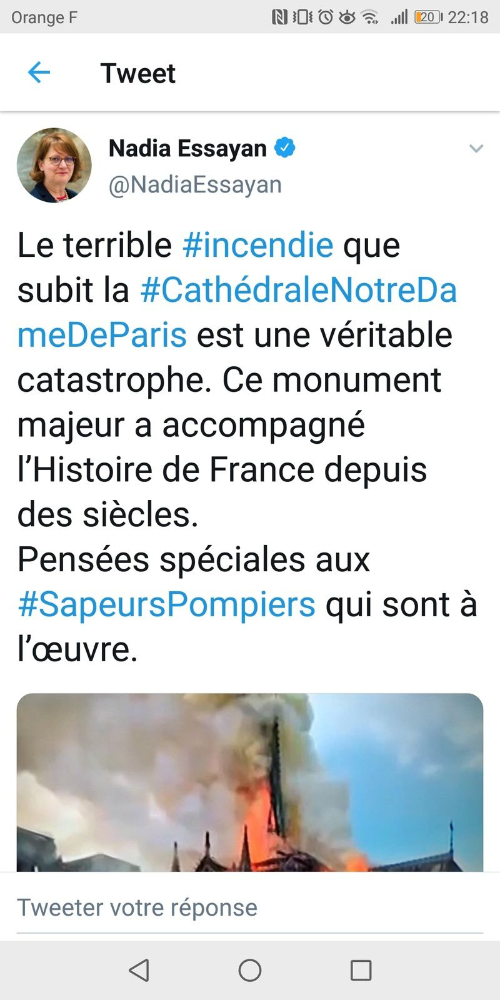 Orange F 20 22:18
Tweet
Nadia Essayan
@NadiaEssayan
Le terrible #incendie que
subit la #CathédraleNotreDa
meDeParis est une véritable
catastrophe. Ce monument
majeur a accompagné
l’Histoire de France depuis
des siècles.
Pensées spéciales aux
#SapeursPompiers qui sont à
l’œuvre.
Tweeter votre réponse